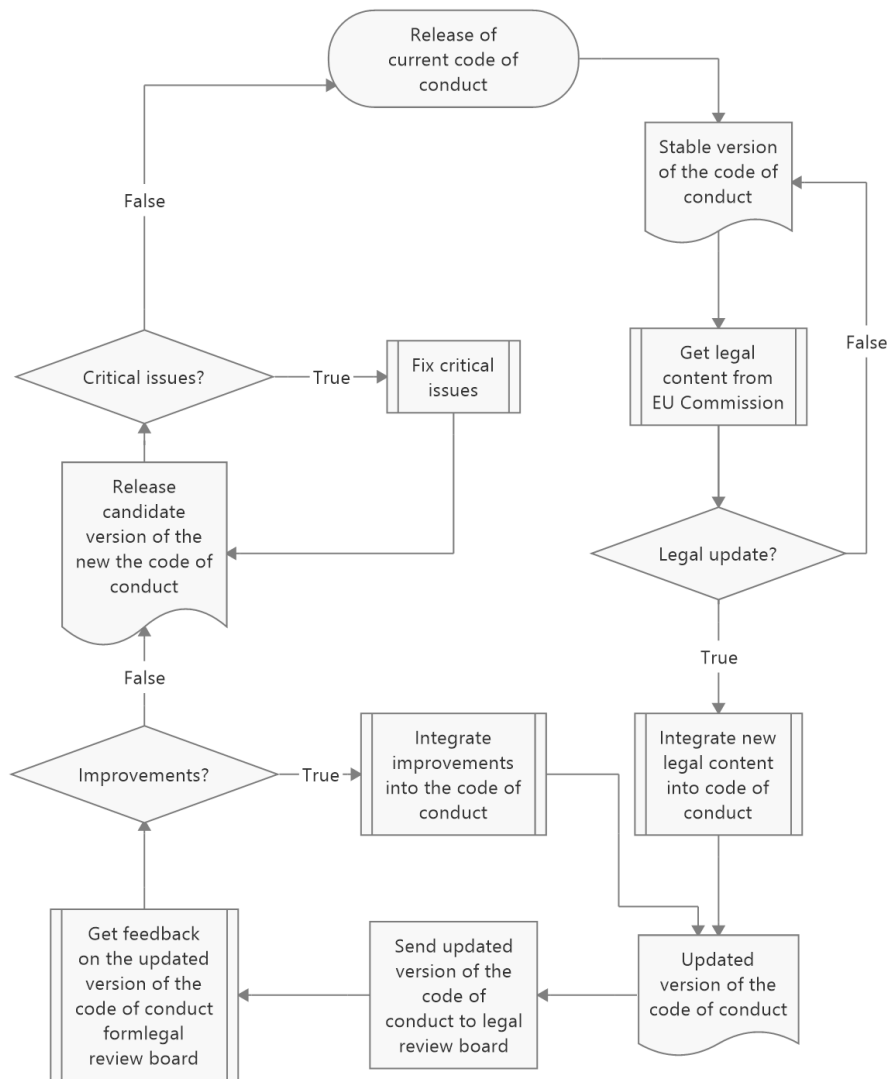 Release of
current code of
conduct
Stable version
of the code of
conduct
False
False
Get legal
content from
EU Commission
Critical issues?
True
Fix critical
issues
Release
candidate
version of the
new the code of
conduct
Legal update?
True
False
Improvements?
True
Integrate
improvements
into the code of
conduct
Integrate new
legal content
into code of
conduct
Get feedback
on the updated
version of the
code of conduct
formlegal
review board
Send updated
version of the
code of
conduct to legal
review board
Updated
version of the
code of conduct